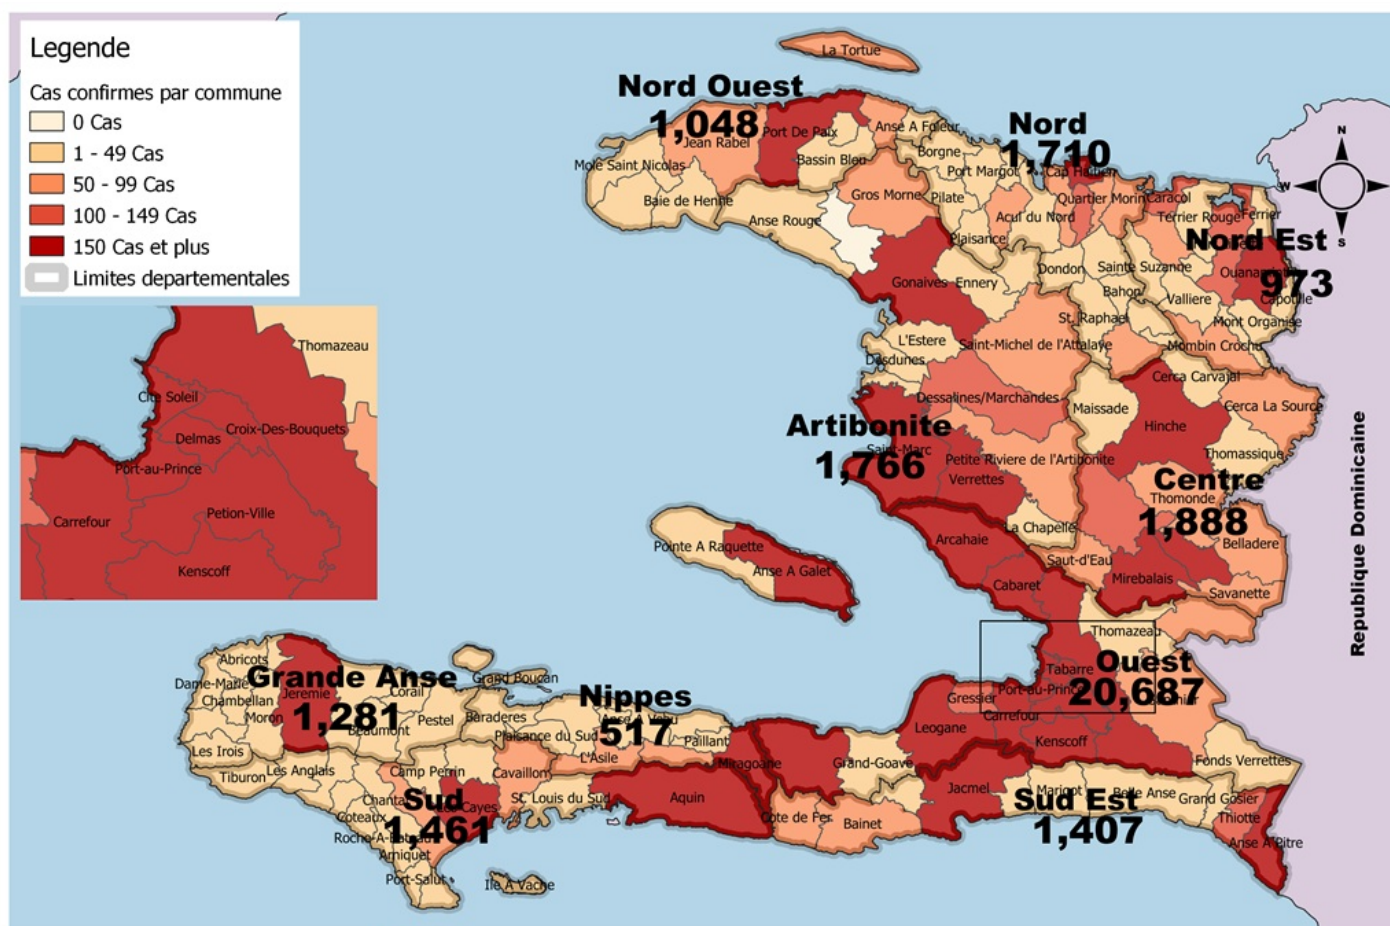 Legende
Cas confirmes par commune
0 Cas
1 - 49 Cas
50 - 99 Cas
100 - 149 Cas
150 Cas et plus
Limites departementales
Thomazeau
Cite Soleil
Delmas
Croix-Des-Bouquets
Port-au-Prince
Carrefour
Petion-Ville
Kenscoff
La Tortue
Nord Ouest
1,048
Port De Paix
Jean Rabel
Anse A Foleur
Mole Saint Nicolas
Bassin Bleu
Baie de Henne
Anse Rouge
Nord
1,710
Borgne
Port Margot
Cap Haitien
Gros Morne
Pilate
Quartier Morin
Caracol
Acul du Nord
Terrier Rouge
Ferrier
Plaisance
N
W
S
Nord Est
973
Gonaives
Ennery
Dondon
Sainte Suzanne
Capotille
Bahon
Valliere
St. Raphael
Mont Organise
L'Estere
Saint-Michel de l'Attalaye
Mombin Crochu
Desdunes
Cerca Carvajal
Dessalines/Marchandes
Maissade
Cerca La Source
Artibonite
1,766
Hinche
Saint-Marc
Petite Riviere de l'Artibonite
Thomassique
Verrettes
Centre
1,888
Thomonde
La Chapelle
Arcahaie
Belladere
Pointe A Raquette
Saut-d'Eau
Anse A Galet
Cabaret
Mirebalais
Savanette
Republique Dominicaine
Thomazeau
Tabarre
Ouest
20,687
Port-au-Prince
Gressier
Carrefour
Leogane
Kenscoff
Fonds Verrettes
Abricots
Grande Anse
1,281
Dame-Marie
Chambellan
Jeremie
Corail
Grand Boucan
Moron
Beaumont
Pestel
Baraderes
Nippes
517
Plaisance du Sud
Paillant
Les Irois
L'Asile
Miragoane
Grand-Goave
Tiburon
Les Anglais
Camp Perrin
Cavaillon
Sud
1,461
St. Louis du Sud
Aquin
Jacmel
Sud Est
1,407
Marigot
Belle Anse
Grand Gosier
Coteaux
Cote de Fer
Bainet
Thiotte
Anse A Pitre
Arniquet
Port-Salut
Ile A Vache